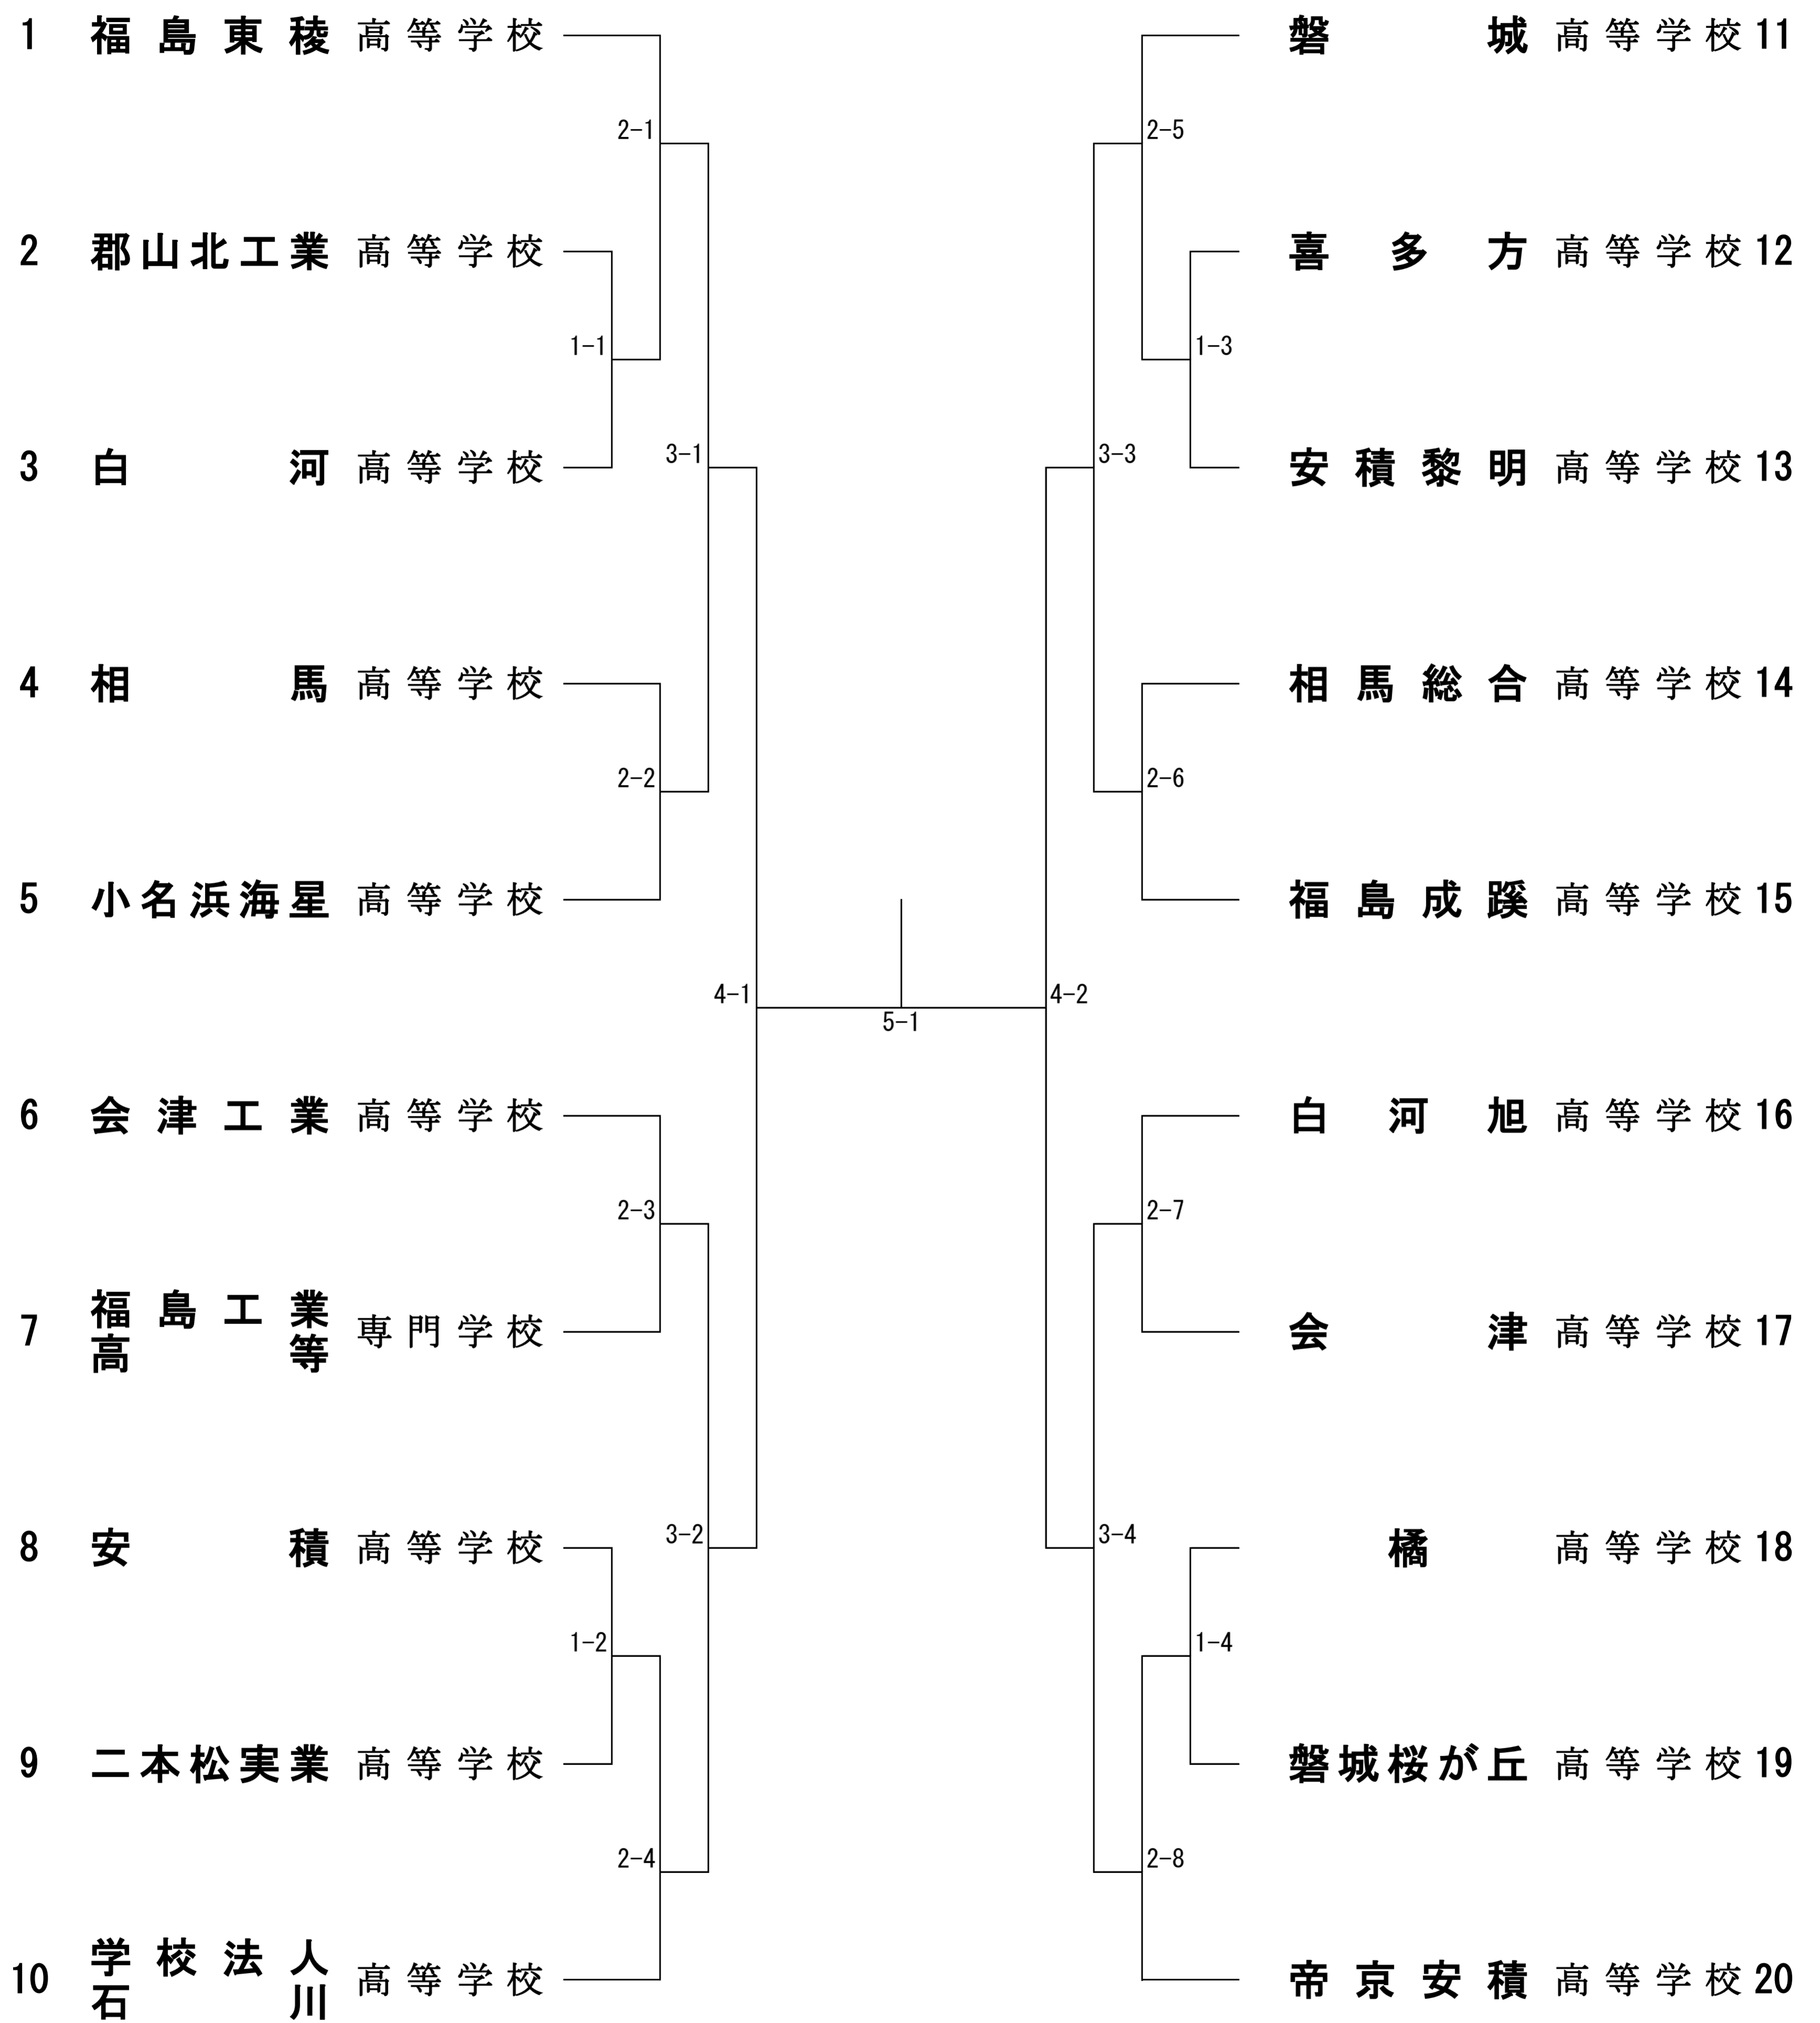 1 福島東稜 高等学校
2-1
2 郡山北工業 高等学校
1-1
3 白河 高等学校
3-1
4 相馬 高等学校
2-2
5 小名浜海星 高等学校
4-1
6 会津工業 高等学校
2-3
7 福島工業
高等 専門学校
8 安積 高等学校
3-2
1-2
9 二本松実業 高等学校
2-4
10 学校法人
石川 高等学校
5-1
磐城 高等学校 11
2-5
喜多方 高等学校 12
1-3
安積黎明 高等学校 13
3-3
相馬総合 高等学校 14
2-6
福島成蹊 高等学校 15
4-2
白河旭 高等学校 16
2-7
会津 高等学校 17
橘 高等学校 18
3-4
1-4
磐城桜が丘 高等学校 19
2-8
帝京安積 高等学校 20